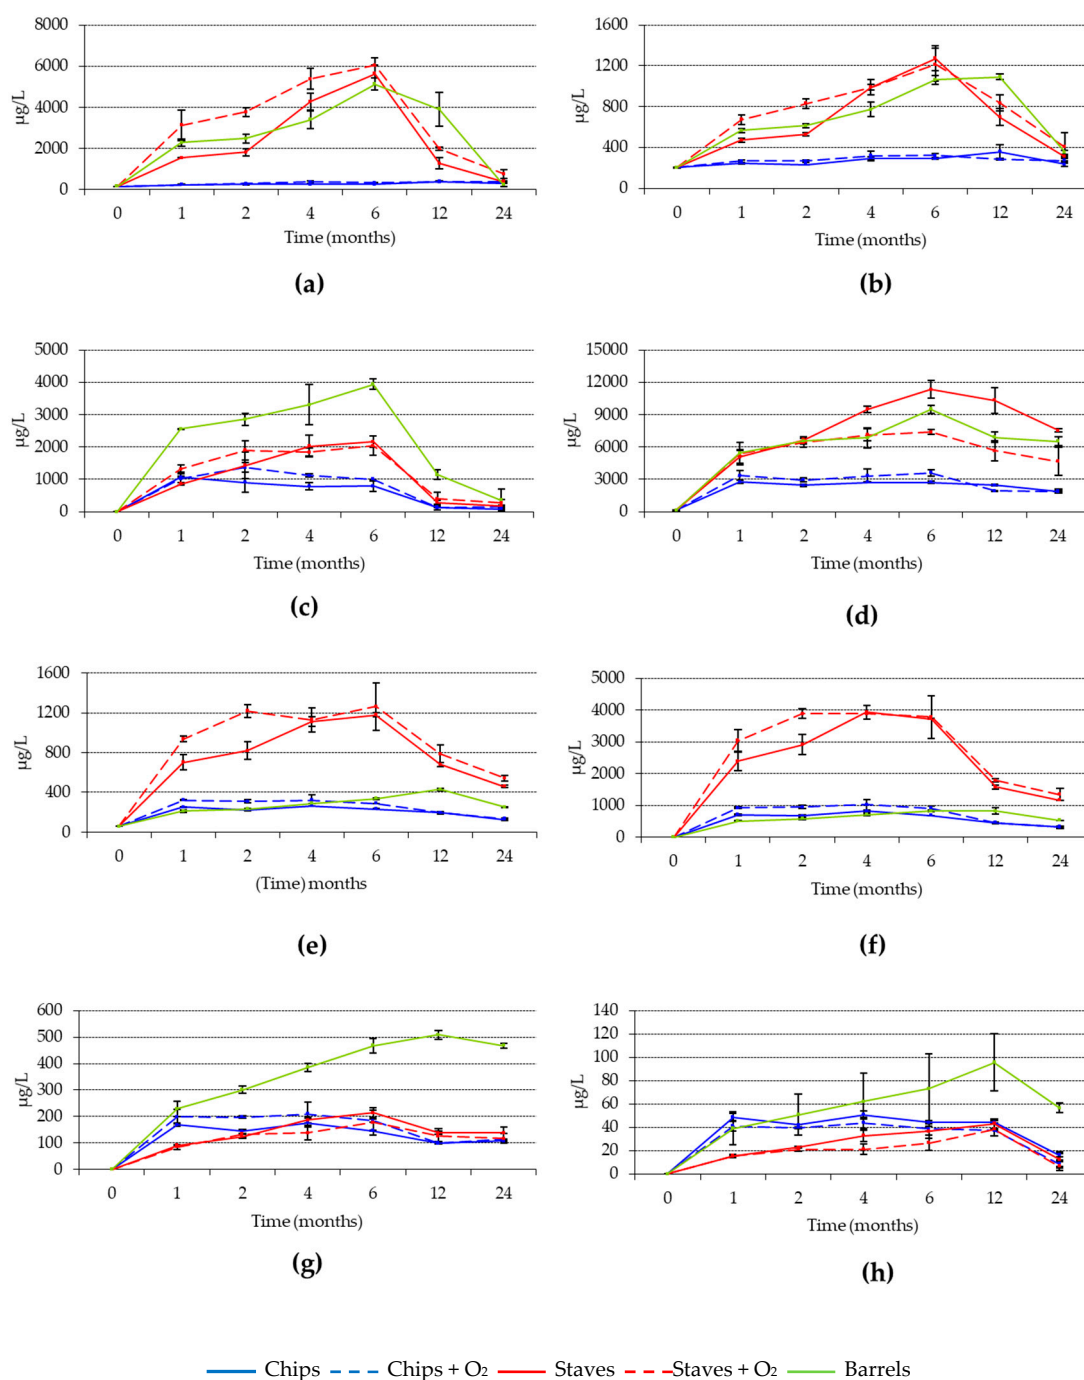 8000
6000
4000
2000
0
µg/L
0 1 2 4 6 12 24
Time (months)
(a)
1600
1200
800
400
0
µg/L
0 1 2 4 6 12 24
Time (months)
(b)
5000
4000
3000
2000
1000
0
µg/L
0 1 2 4 6 12 24
Time (months)
(c)
15000
12000
9000
6000
3000
0
µg/L
0 1 2 4 6 12 24
Time (months)
(d)
1600
1200
800
400
0
µg/L
0 1 2 4 6 12 24
(Time) months
(e)
5000
4000
3000
2000
1000
0
µg/L
0 1 2 4 6 12 24
Time (months)
(f)
600
500
400
300
200
100
0
µg/L
0 1 2 4 6 12 24
Time (months)
(g)
140
120
100
80
60
40
20
0
µg/L
0 1 2 4 6 12 24
Time (months)
(h)
Chips Chips + O₂ Staves Staves + O₂ Barrels